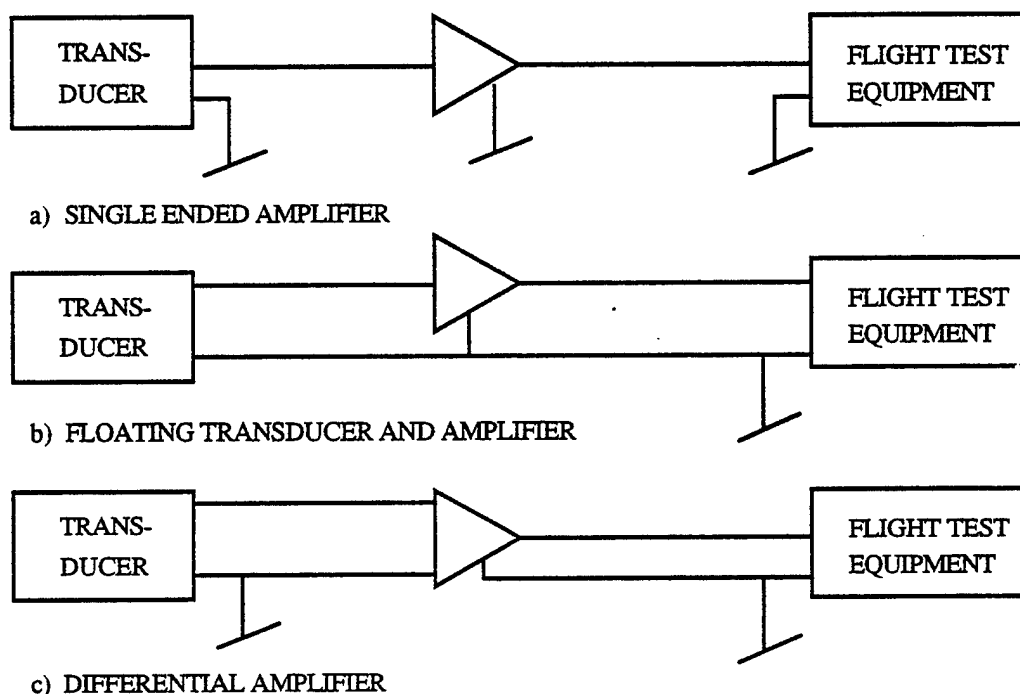 TRANS-
DUCER
FLIGHT TEST
EQUIPMENT
a) SINGLE ENDED AMPLIFIER
TRANS-
DUCER
FLIGHT TEST
EQUIPMENT
b) FLOATING TRANSDUCER AND AMPLIFIER
TRANS-
DUCER
FLIGHT TEST
EQUIPMENT
c) DIFFERENTIAL AMPLIFIER